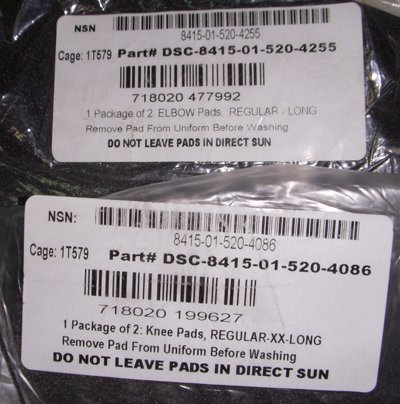 NSN
8415-01-520-4255
Cage: 1T579 Part# DSC-8415-01-520-4255
718020 477992
1 Package of 2: ELBOW Pads, REGULAR - LONG
Remove Pad From Uniform Before Washing
DO NOT LEAVE PADS IN DIRECT SUN
NSN:
8415-01-520-4086
Cage: 1T579 Part# DSC-8415-01-520-4086
718020 199627
1 Package of 2: Knee Pads, REGULAR-XX-LONG
Remove Pad From Uniform Before Washing
DO NOT LEAVE PADS IN DIRECT SUN